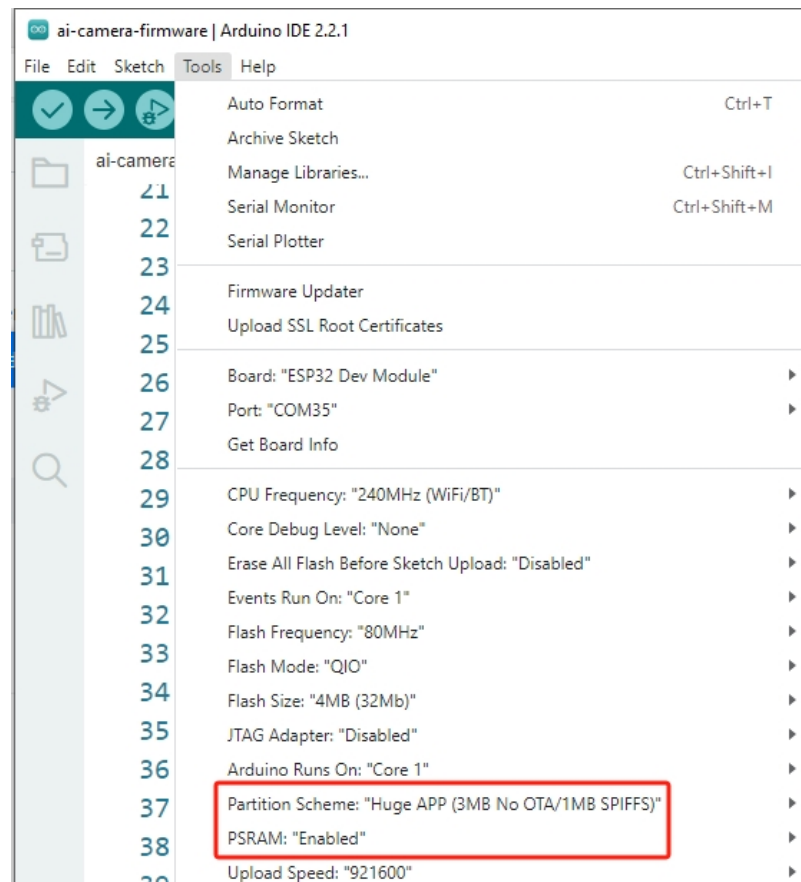 ai-camera-firmware | Arduino IDE 2.2.1
File Edit Sketch Tools Help
Auto Format Ctrl+T
Archive Sketch
ai-camera
Manage Libraries... Ctrl+Shift+I
21
Serial Monitor Ctrl+Shift+M
22
Serial Plotter
23
Firmware Updater
24
Upload SSL Root Certificates
25
Board: "ESP32 Dev Module"
26
Port: "COM35"
27
Get Board Info
28
CPU Frequency: "240MHz (WiFi/BT)"
29
Core Debug Level: "None"
30
Erase All Flash Before Sketch Upload: "Disabled"
31
Events Run On: "Core 1"
32
Flash Frequency: "80MHz"
33
Flash Mode: "QIO"
34
Flash Size: "4MB (32Mb)"
35
JTAG Adapter: "Disabled"
36
Arduino Runs On: "Core 1"
37
Partition Scheme: "Huge APP (3MB No OTA/1MB SPIFFS)"
38
PSRAM: "Enabled"
Upload Speed: "921600"